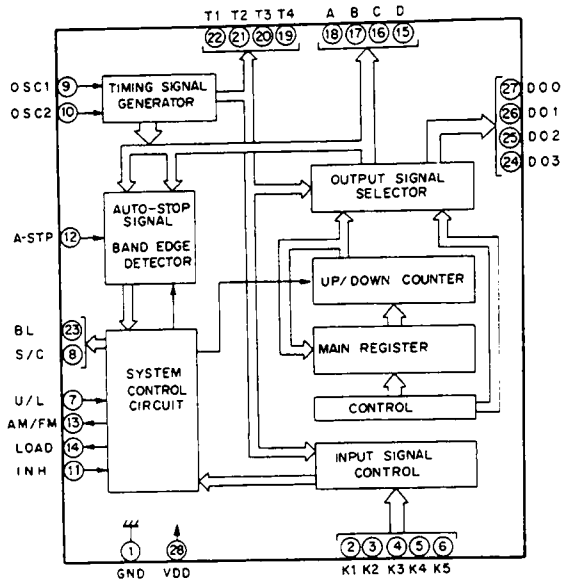 T1 T2 T3 T4
22 21 20 19
A B C D
18 17 16 15
OSC1 9
OSC2 10
TIMING SIGNAL
GENERATOR
27 DO0
26 DO1
25 DO2
24 DO3
OUTPUT SIGNAL
SELECTOR
A-STP 12
AUTO-STOP
SIGNAL
BAND EDGE
DETECTOR
UP/DOWN COUNTER
BL 23
S/C 8
MAIN REGISTER
SYSTEM
CONTROL
CIRCUIT
U/L 7
AM/FM 13
LOAD 14
INH 11
CONTROL
INPUT SIGNAL
CONTROL
1 28
GND VDD
2 3 4 5 6
K1 K2 K3 K4 K5